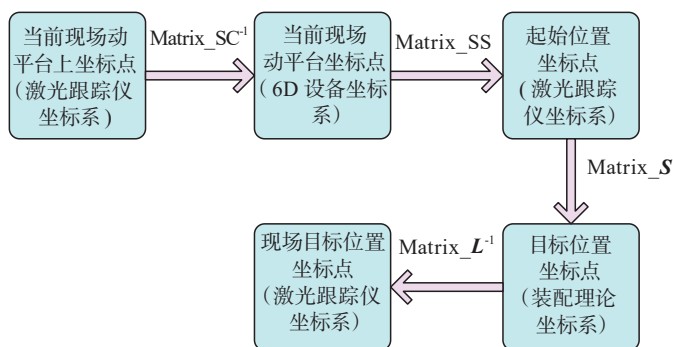 当前现场动
平台上坐标点
（激光跟踪仪
坐标系 )
Matrix_SC⁻¹
当前现场
动平台坐标点
( 6D 设备坐标
系）
Matrix_SS
起始位置
坐标点
( 激光跟踪
仪坐标系）
Matrix_S
目标位置
坐标点
（装配理论
坐标系）
Matrix_L⁻¹
现场目标位置
坐标点
（激光跟踪仪
坐标系）